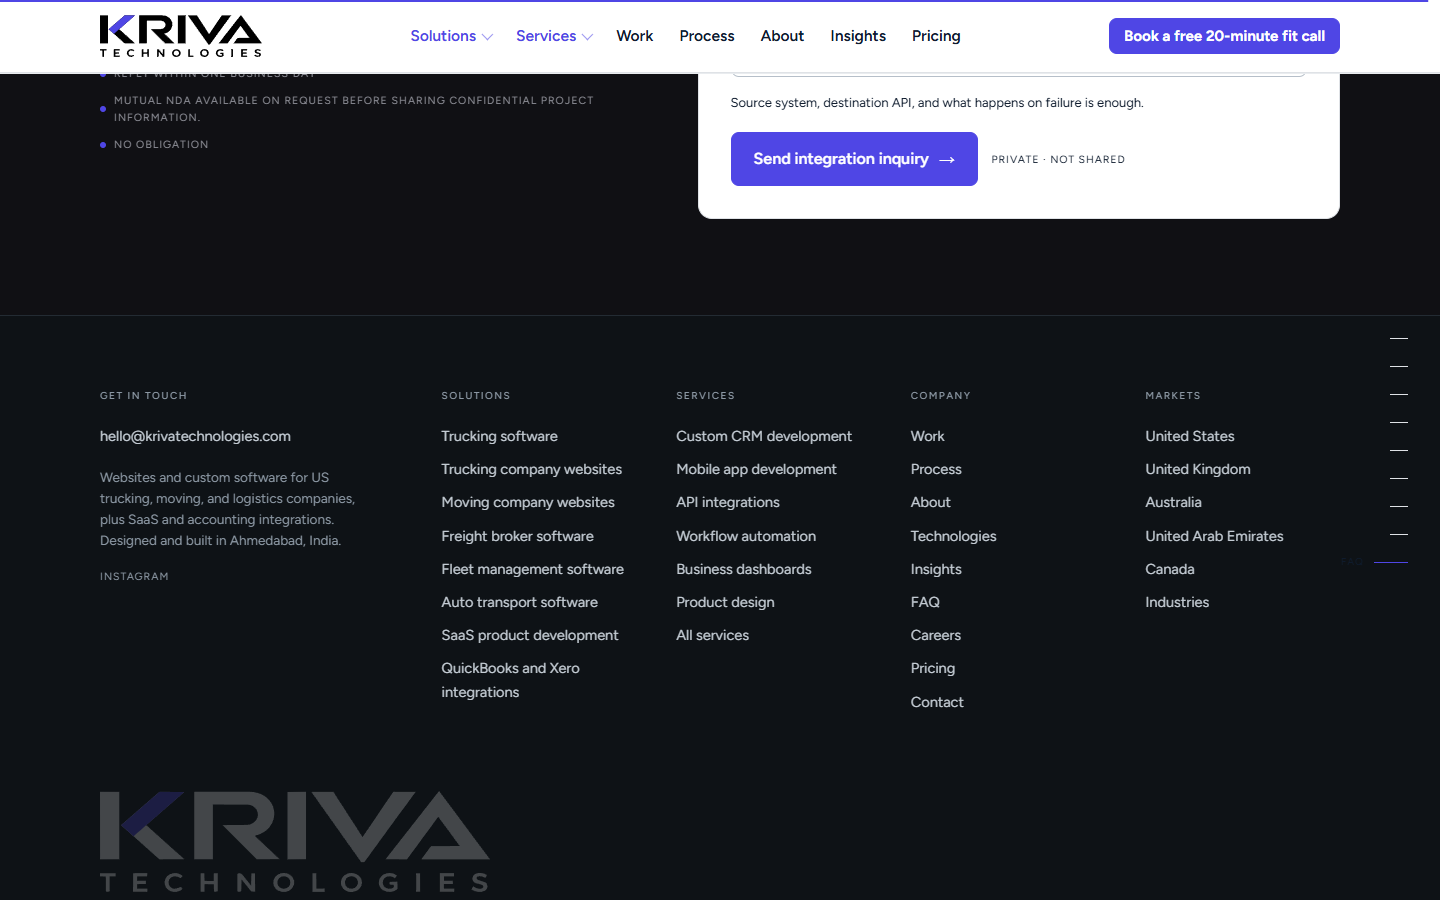 KRIVA
TECHNOLOGIES
Solutions
Services
Work
Process
About
Insights
Pricing
Book a free 20-minute fit call
REPLY WITHIN ONE BUSINESS DAY
MUTUAL NDA AVAILABLE ON REQUEST BEFORE SHARING CONFIDENTIAL PROJECT
INFORMATION.
NO OBLIGATION
Source system, destination API, and what happens on failure is enough.
Send integration inquiry →
PRIVATE · NOT SHARED
GET IN TOUCH
hello@krivatechnologies.com
Websites and custom software for US
trucking, moving, and logistics companies,
plus SaaS and accounting integrations.
Designed and built in Ahmedabad, India.
INSTAGRAM
SOLUTIONS
Trucking software
Trucking company websites
Moving company websites
Freight broker software
Fleet management software
Auto transport software
SaaS product development
QuickBooks and Xero
integrations
SERVICES
Custom CRM development
Mobile app development
API integrations
Workflow automation
Business dashboards
Product design
All services
COMPANY
Work
Process
About
Technologies
Insights
FAQ
Careers
Pricing
Contact
MARKETS
United States
United Kingdom
Australia
United Arab Emirates
Canada
Industries
FAQ
KRIVA
TECHNOLOGIES